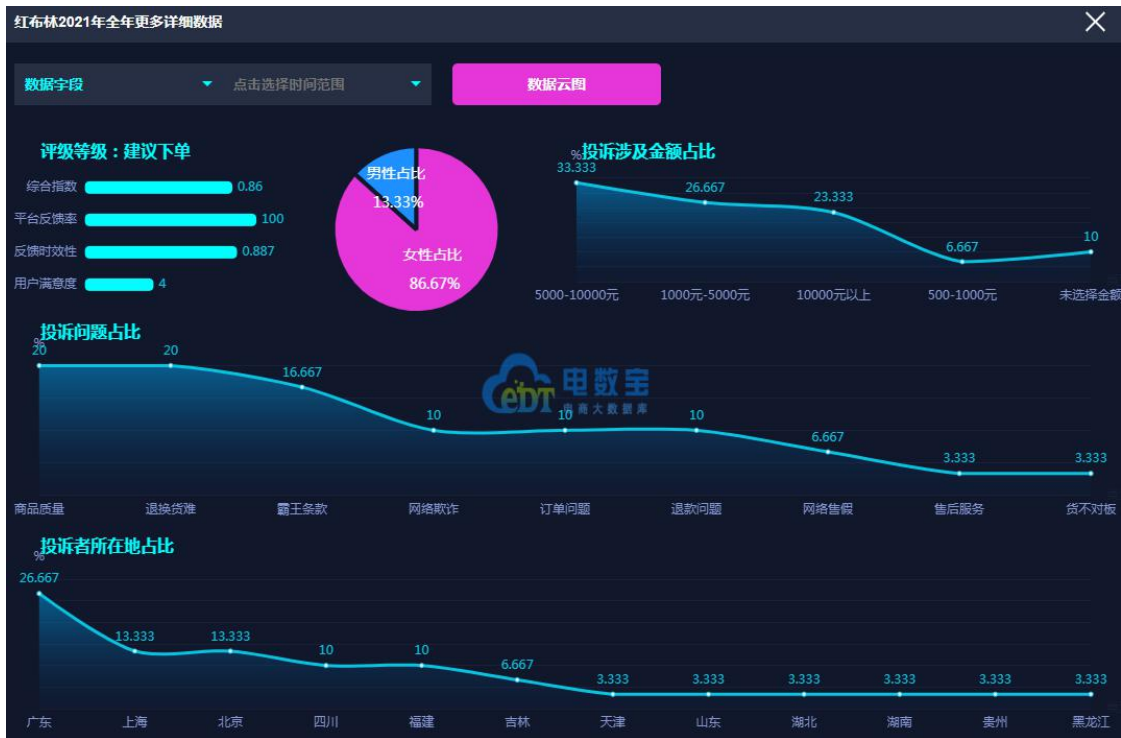 红布林2021年全年更多详细数据
数据字段
点击选择时间范围
数据云图
评级等级：建议下单
综合指数
0.86
平台反馈率
100
反馈时效性
0.887
用户满意度
4
男性占比
13.33%
女性占比
86.67%
投诉涉及金额占比
%
33.333
26.667
23.333
6.667
10
5000-10000元
1000元-5000元
10000元以上
500-1000元
未选择金额
投诉问题占比
%
20
20
16.667
10
10
10
6.667
3.333
3.333
商品质量
退换货难
霸王条款
网络欺诈
订单问题
退款问题
网络售假
售后服务
货不对板
eDT
电数宝
电商大数据库
投诉者所在地占比
%
26.667
13.333
13.333
10
10
6.667
3.333
3.333
3.333
3.333
3.333
3.333
广东
上海
北京
四川
福建
吉林
天津
山东
湖北
湖南
贵州
黑龙江